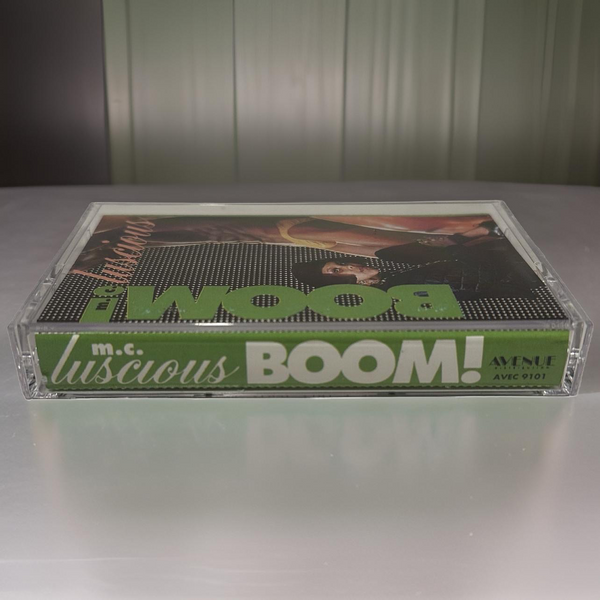 m.c.
luscious
BOOM!
m.c.
luscious BOOM!
AVENUE
AVEC 9101